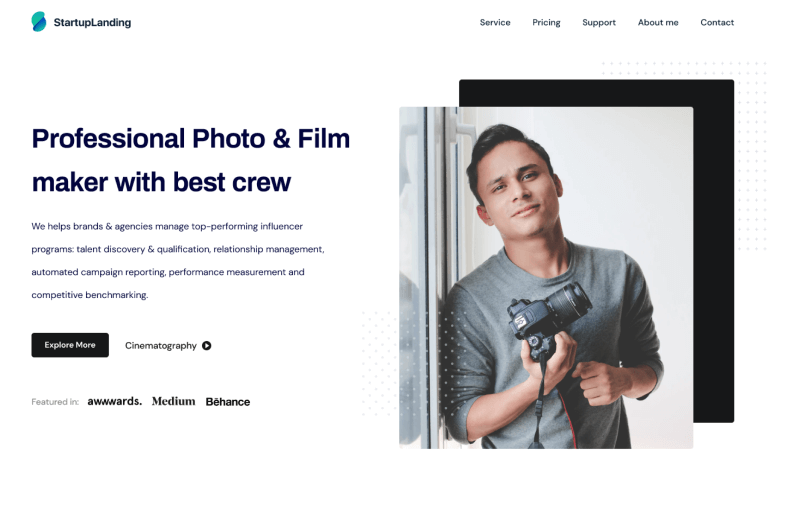 StartupLanding
Service Pricing Support About me Contact
Professional Photo & Film
maker with best crew
We helps brands & agencies manage top-performing influencer
programs: talent discovery & qualification, relationship management,
automated campaign reporting, performance measurement and
competitive benchmarking.
Explore More Cinematography
Featured in: awwwards. Medium Bēhance